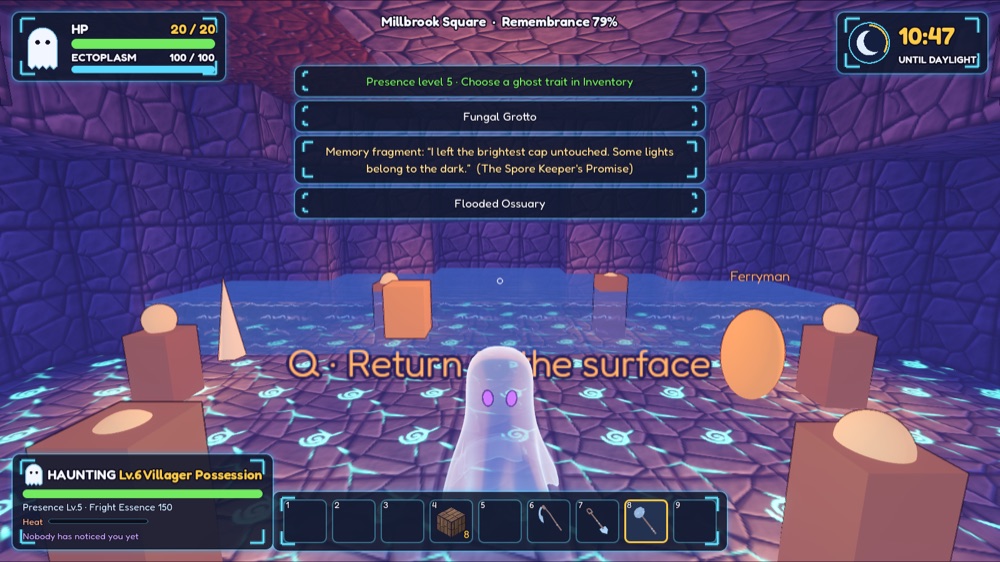 HP 20 / 20
ECTOPLASM 100 / 100
Millbrook Square · Remembrance 79%
10:47
UNTIL DAYLIGHT
Presence level 5 · Choose a ghost trait in Inventory
Fungal Grotto
Memory fragment: "I left the brightest cap untouched. Some lights
belong to the dark." (The Spore Keeper's Promise)
Flooded Ossuary
Ferryman
Q · Return the surface
HAUNTING Lv.6 Villager Possession
Presence Lv.5 · Fright Essence 150
Heat
Nobody has noticed you yet
1 2 3 4 5 6 7 8 9
8